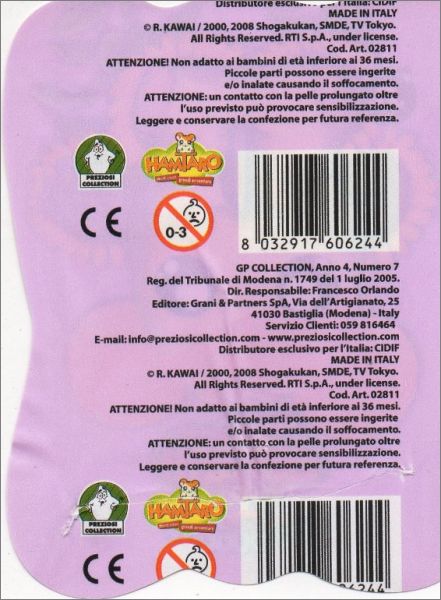 Distributore esclusivo per l'Italia: CIDIF
MADE IN ITALY
© R. KAWAI / 2000, 2008 Shogakukan, SMDE, TV Tokyo.
All Rights Reserved. RTI S.p.A., under license.
Cod. Art. 02811
ATTENZIONE! Non adatto ai bambini di età inferiore ai 36 mesi.
Piccole parti possono essere ingerite
e/o inalate causando il soffocamento.
ATTENZIONE: un contatto con la pelle prolungato oltre
l'uso previsto può provocare sensibilizzazione.
Leggere e conservare la confezione per futura referenza.
PREZIOSI
COLLECTION
HAMTARO
piccoli criceti grandi avventure
CE
0-3
8 032917 606244
GP COLLECTION, Anno 4, Numero 7
Reg. del Tribunale di Modena n. 1749 del 1 luglio 2005.
Dir. Responsabile: Francesco Orlando
Editore: Grani & Partners SpA, Via dell'Artigianato, 25
41030 Bastiglia (Modena) - Italy
Servizio Clienti: 059 816464
E-mail: info@preziosicollection.com - www.preziosicollection.com
Distributore esclusivo per l'Italia: CIDIF
MADE IN ITALY
© R. KAWAI / 2000, 2008 Shogakukan, SMDE, TV Tokyo.
All Rights Reserved. RTI S.p.A., under license.
Cod. Art. 02811
ATTENZIONE! Non adatto ai bambini di età inferiore ai 36 mesi.
Piccole parti possono essere ingerite
e/o inalate causando il soffocamento.
ATTENZIONE: un contatto con la pelle prolungato oltre
l'uso previsto può provocare sensibilizzazione.
Leggere e conservare la confezione per futura referenza.
PREZIOSI
COLLECTION
HAMTARO
piccoli criceti grandi avventure
CE
06244